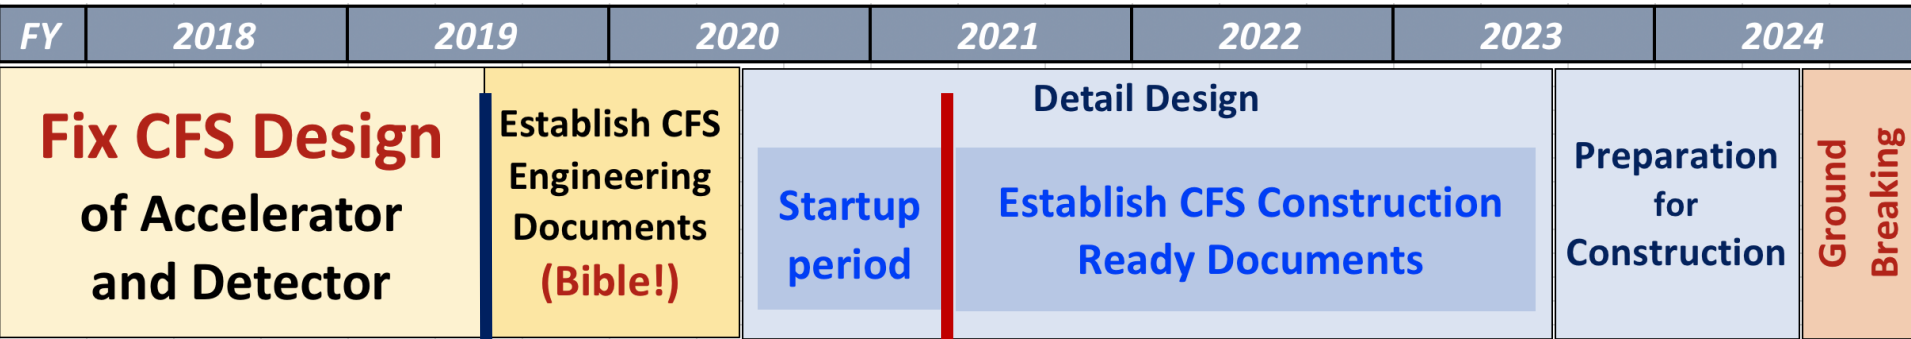 FY 2018 2019 2020 2021 2022 2023 2024
Fix CFS Design
of Accelerator
and Detector
Establish CFS
Engineering
Documents
(Bible!)
Detail Design
Startup
period
Establish CFS Construction
Ready Documents
Preparation
for
Construction
Ground
Breaking